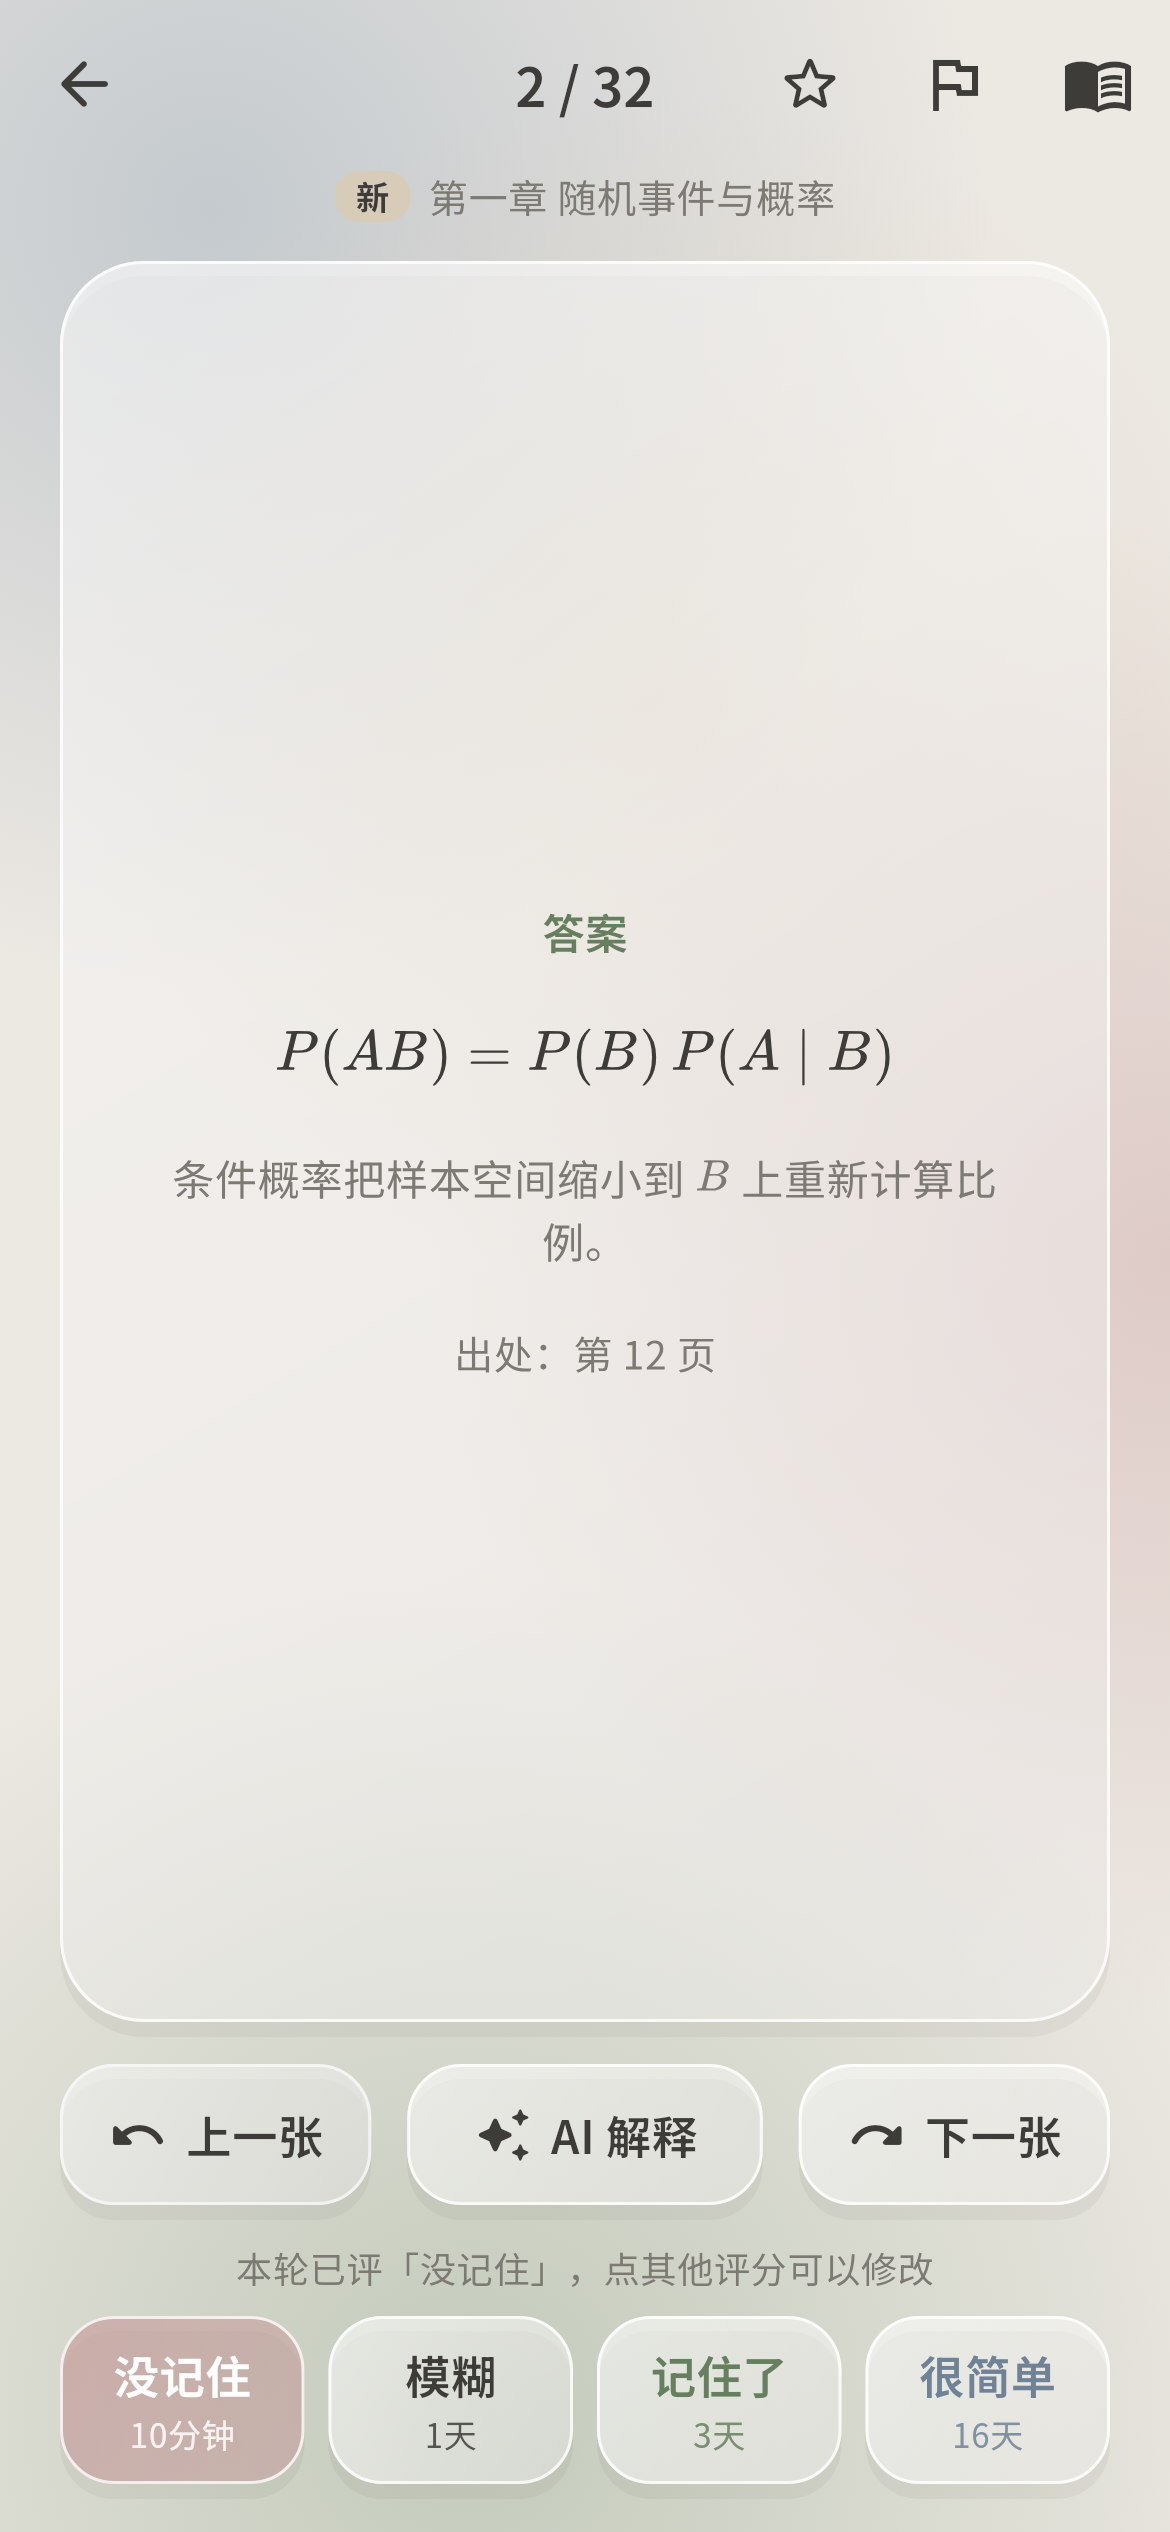 2 / 32
新 第一章 随机事件与概率
答案
P(AB) = P(B) P(A | B)
条件概率把样本空间缩小到 B 上重新计算比
例。
出处：第 12 页
上一张 AI 解释 下一张
本轮已评「没记住」，点其他评分可以修改
没记住 模糊 记住了 很简单
10分钟 1天 3天 16天